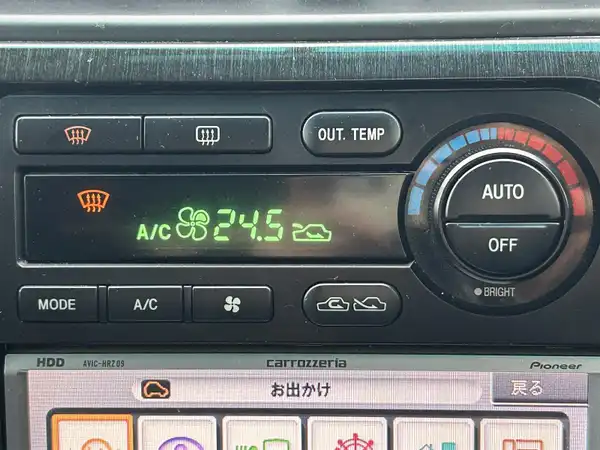 OUT. TEMP
AUTO
OFF
A/C 24.5
BRIGHT
MODE
A/C
HDD AVIC-HRZ09 carrozzeria Pioneer
お出かけ 戻る